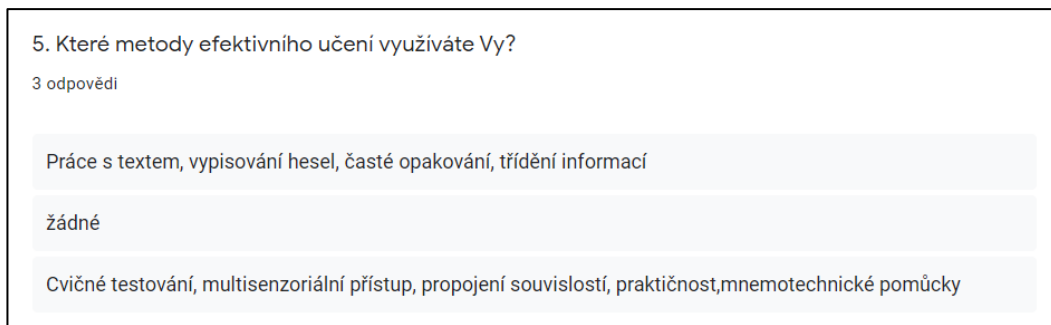 5. Které metody efektivního učení využíváte Vy?
3 odpovědi
Práce s textem, vypisování hesel, časté opakování, třídění informací
žádné
Cvičné testování, multisenzoriální přístup, propojení souvislostí, praktičnost,mnemotechnické pomůcky